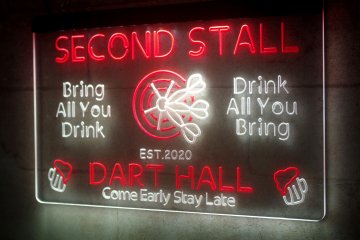 SECOND STALL
Bring
All You
Drink
Drink
All You
Bring
EST.2020
DART HALL
Come Early Stay Late